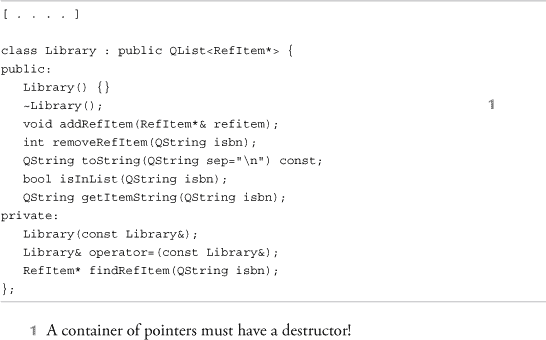 [ . . . . ]
class Library : public QList<RefItem*> {
public:
   Library() {}
   ~Library();                                                    1
   void addRefItem(RefItem*& refitem);
   int removeRefItem(QString isbn);
   QString toString(QString sep="\n") const;
   bool isInList(QString isbn);
   QString getItemString(QString isbn);
private:
   Library(const Library&);
   Library& operator=(const Library&);
   RefItem* findRefItem(QString isbn);
};
1 A container of pointers must have a destructor!